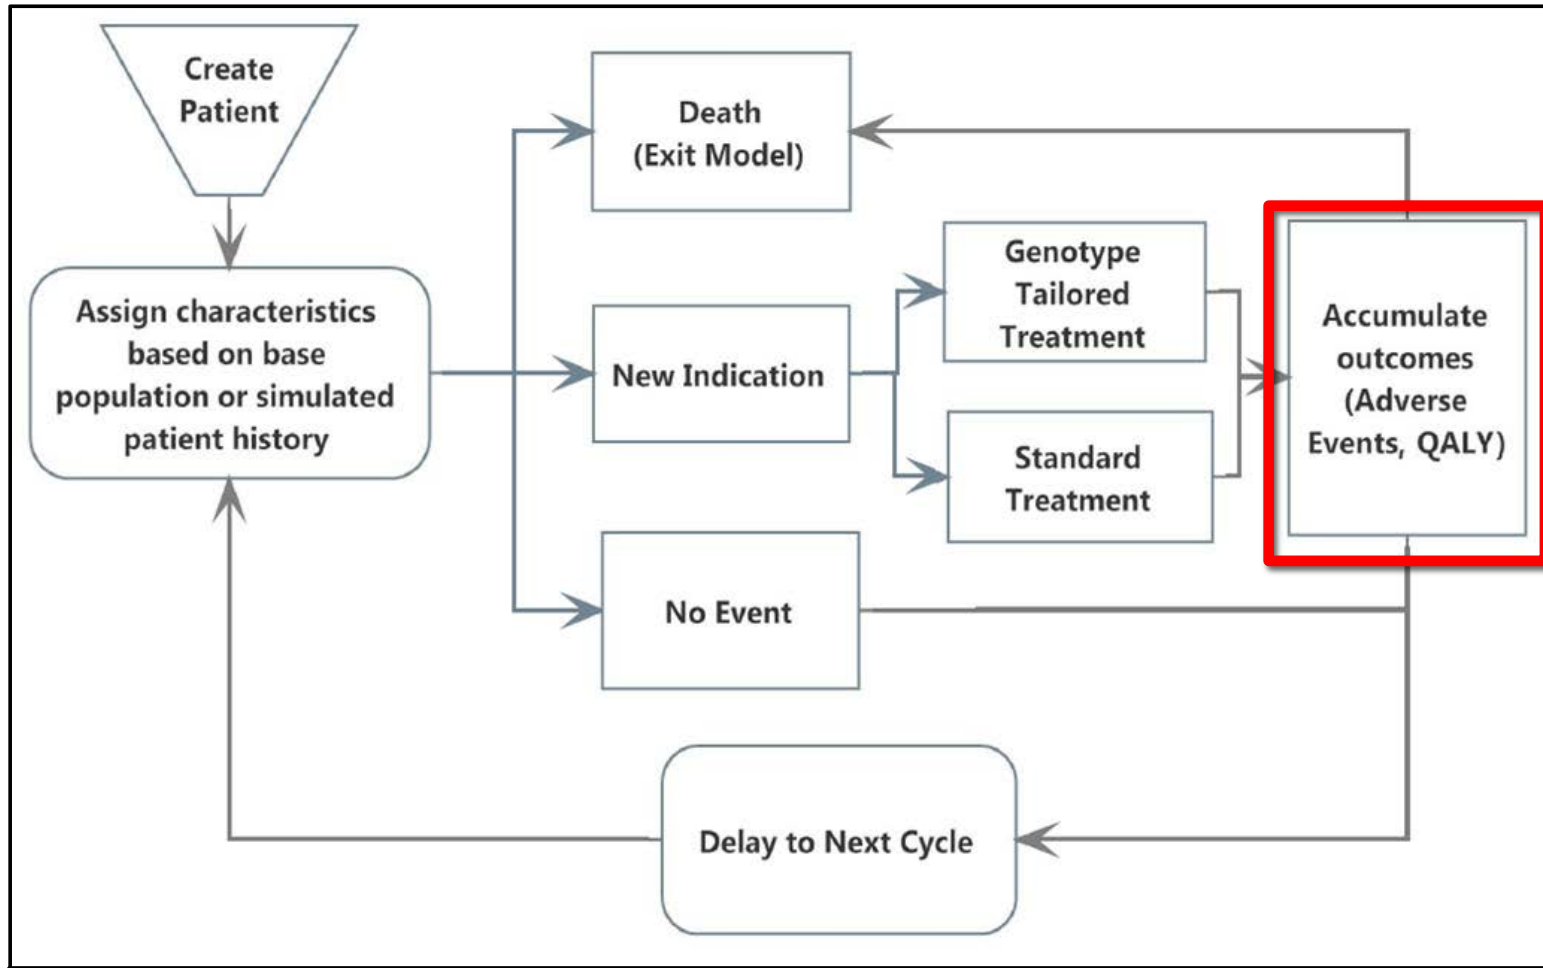 Create
Patient
Death
(Exit Model)
Assign characteristics
based on base
population or simulated
patient history
New Indication
Genotype
Tailored
Treatment
Standard
Treatment
Accumulate
outcomes
(Adverse
Events, QALY)
No Event
Delay to Next Cycle